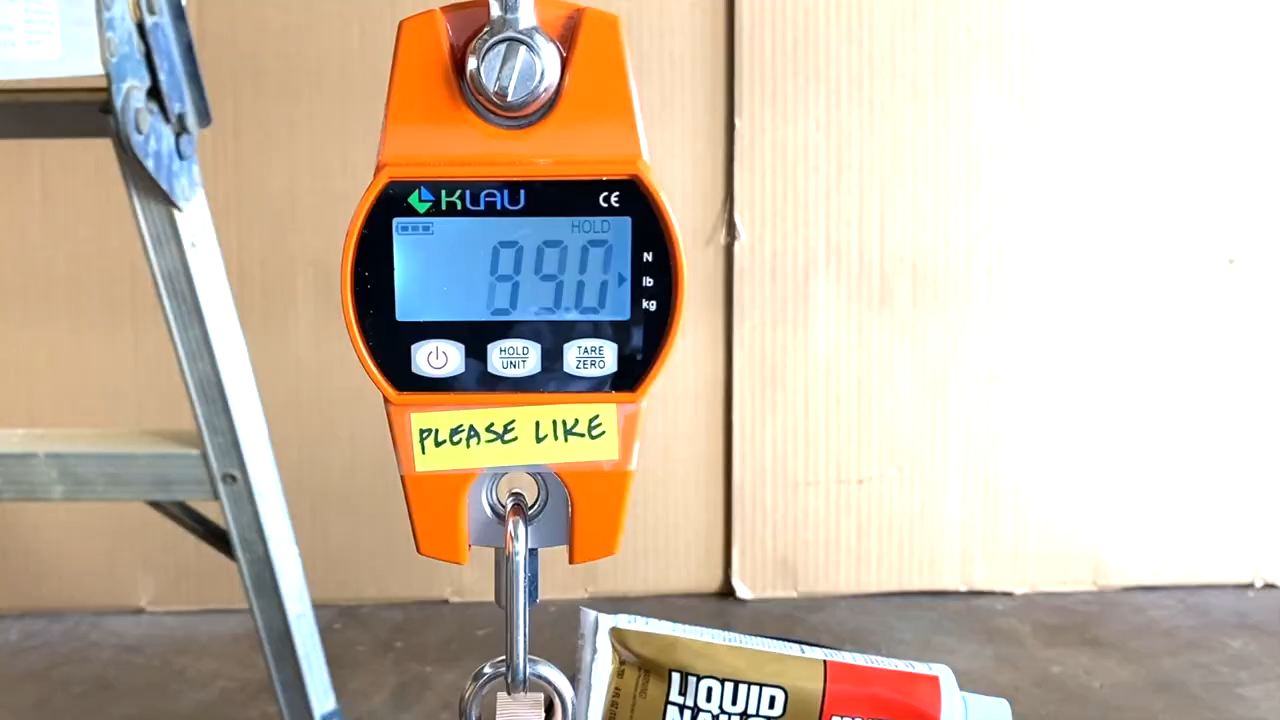 KLAU CE
HOLD
89.0
N
lb
kg
HOLD
UNIT
TARE
ZERO
PLEASE LIKE
LIQUID